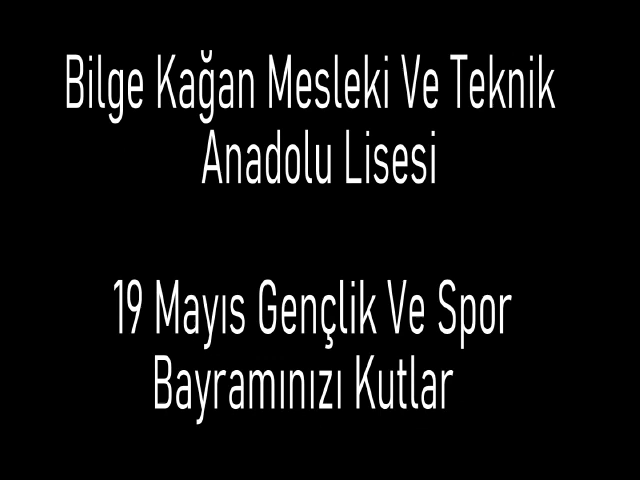 Bilge Kağan Mesleki Ve Teknik
Anadolu Lisesi
19 Mayıs Gençlik Ve Spor
Bayramınızı Kutlar